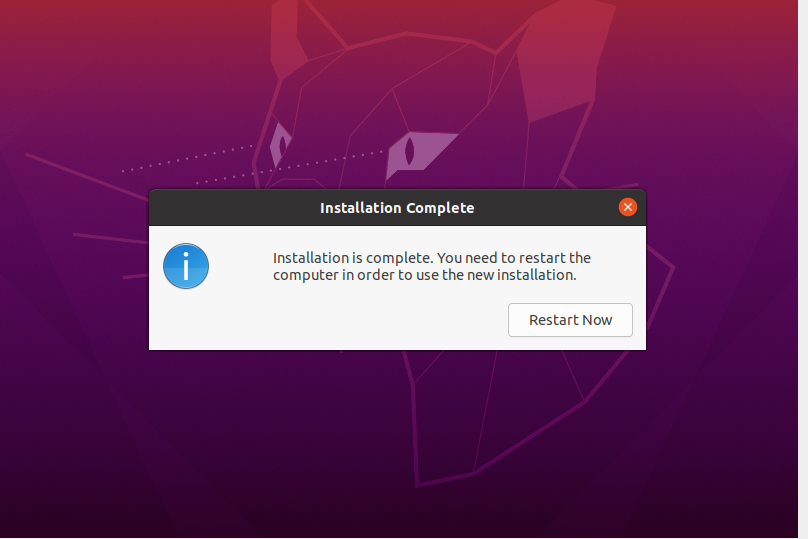 Installation Complete
Installation is complete. You need to restart the
computer in order to use the new installation.
Restart Now